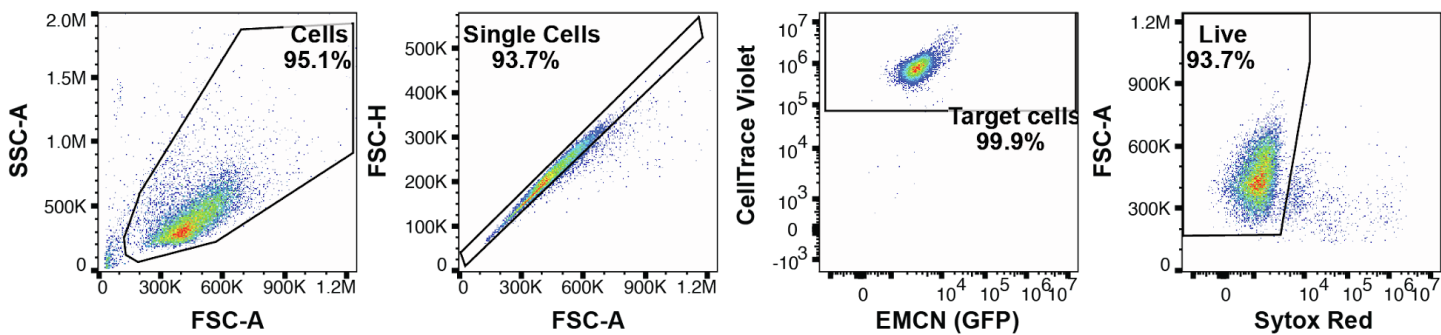 2.0M
1.5M
1.0M
500K
0
SSC-A
Cells
95.1%
0 300K 600K 900K 1.2M
FSC-A
500K
400K
300K
200K
100K
0
FSC-H
Single Cells
93.7%
0 300K 600K 900K 1.2M
FSC-A
10⁷
10⁶
10⁵
10⁴
10³
0
-10³
CellTrace Violet
Target cells
99.9%
0 10⁴ 10⁵ 10⁶ 10⁷
EMCN (GFP)
1.2M
900K
600K
300K
0
FSC-A
Live
93.7%
0 10⁴ 10⁵ 10⁶ 10⁷
Sytox Red